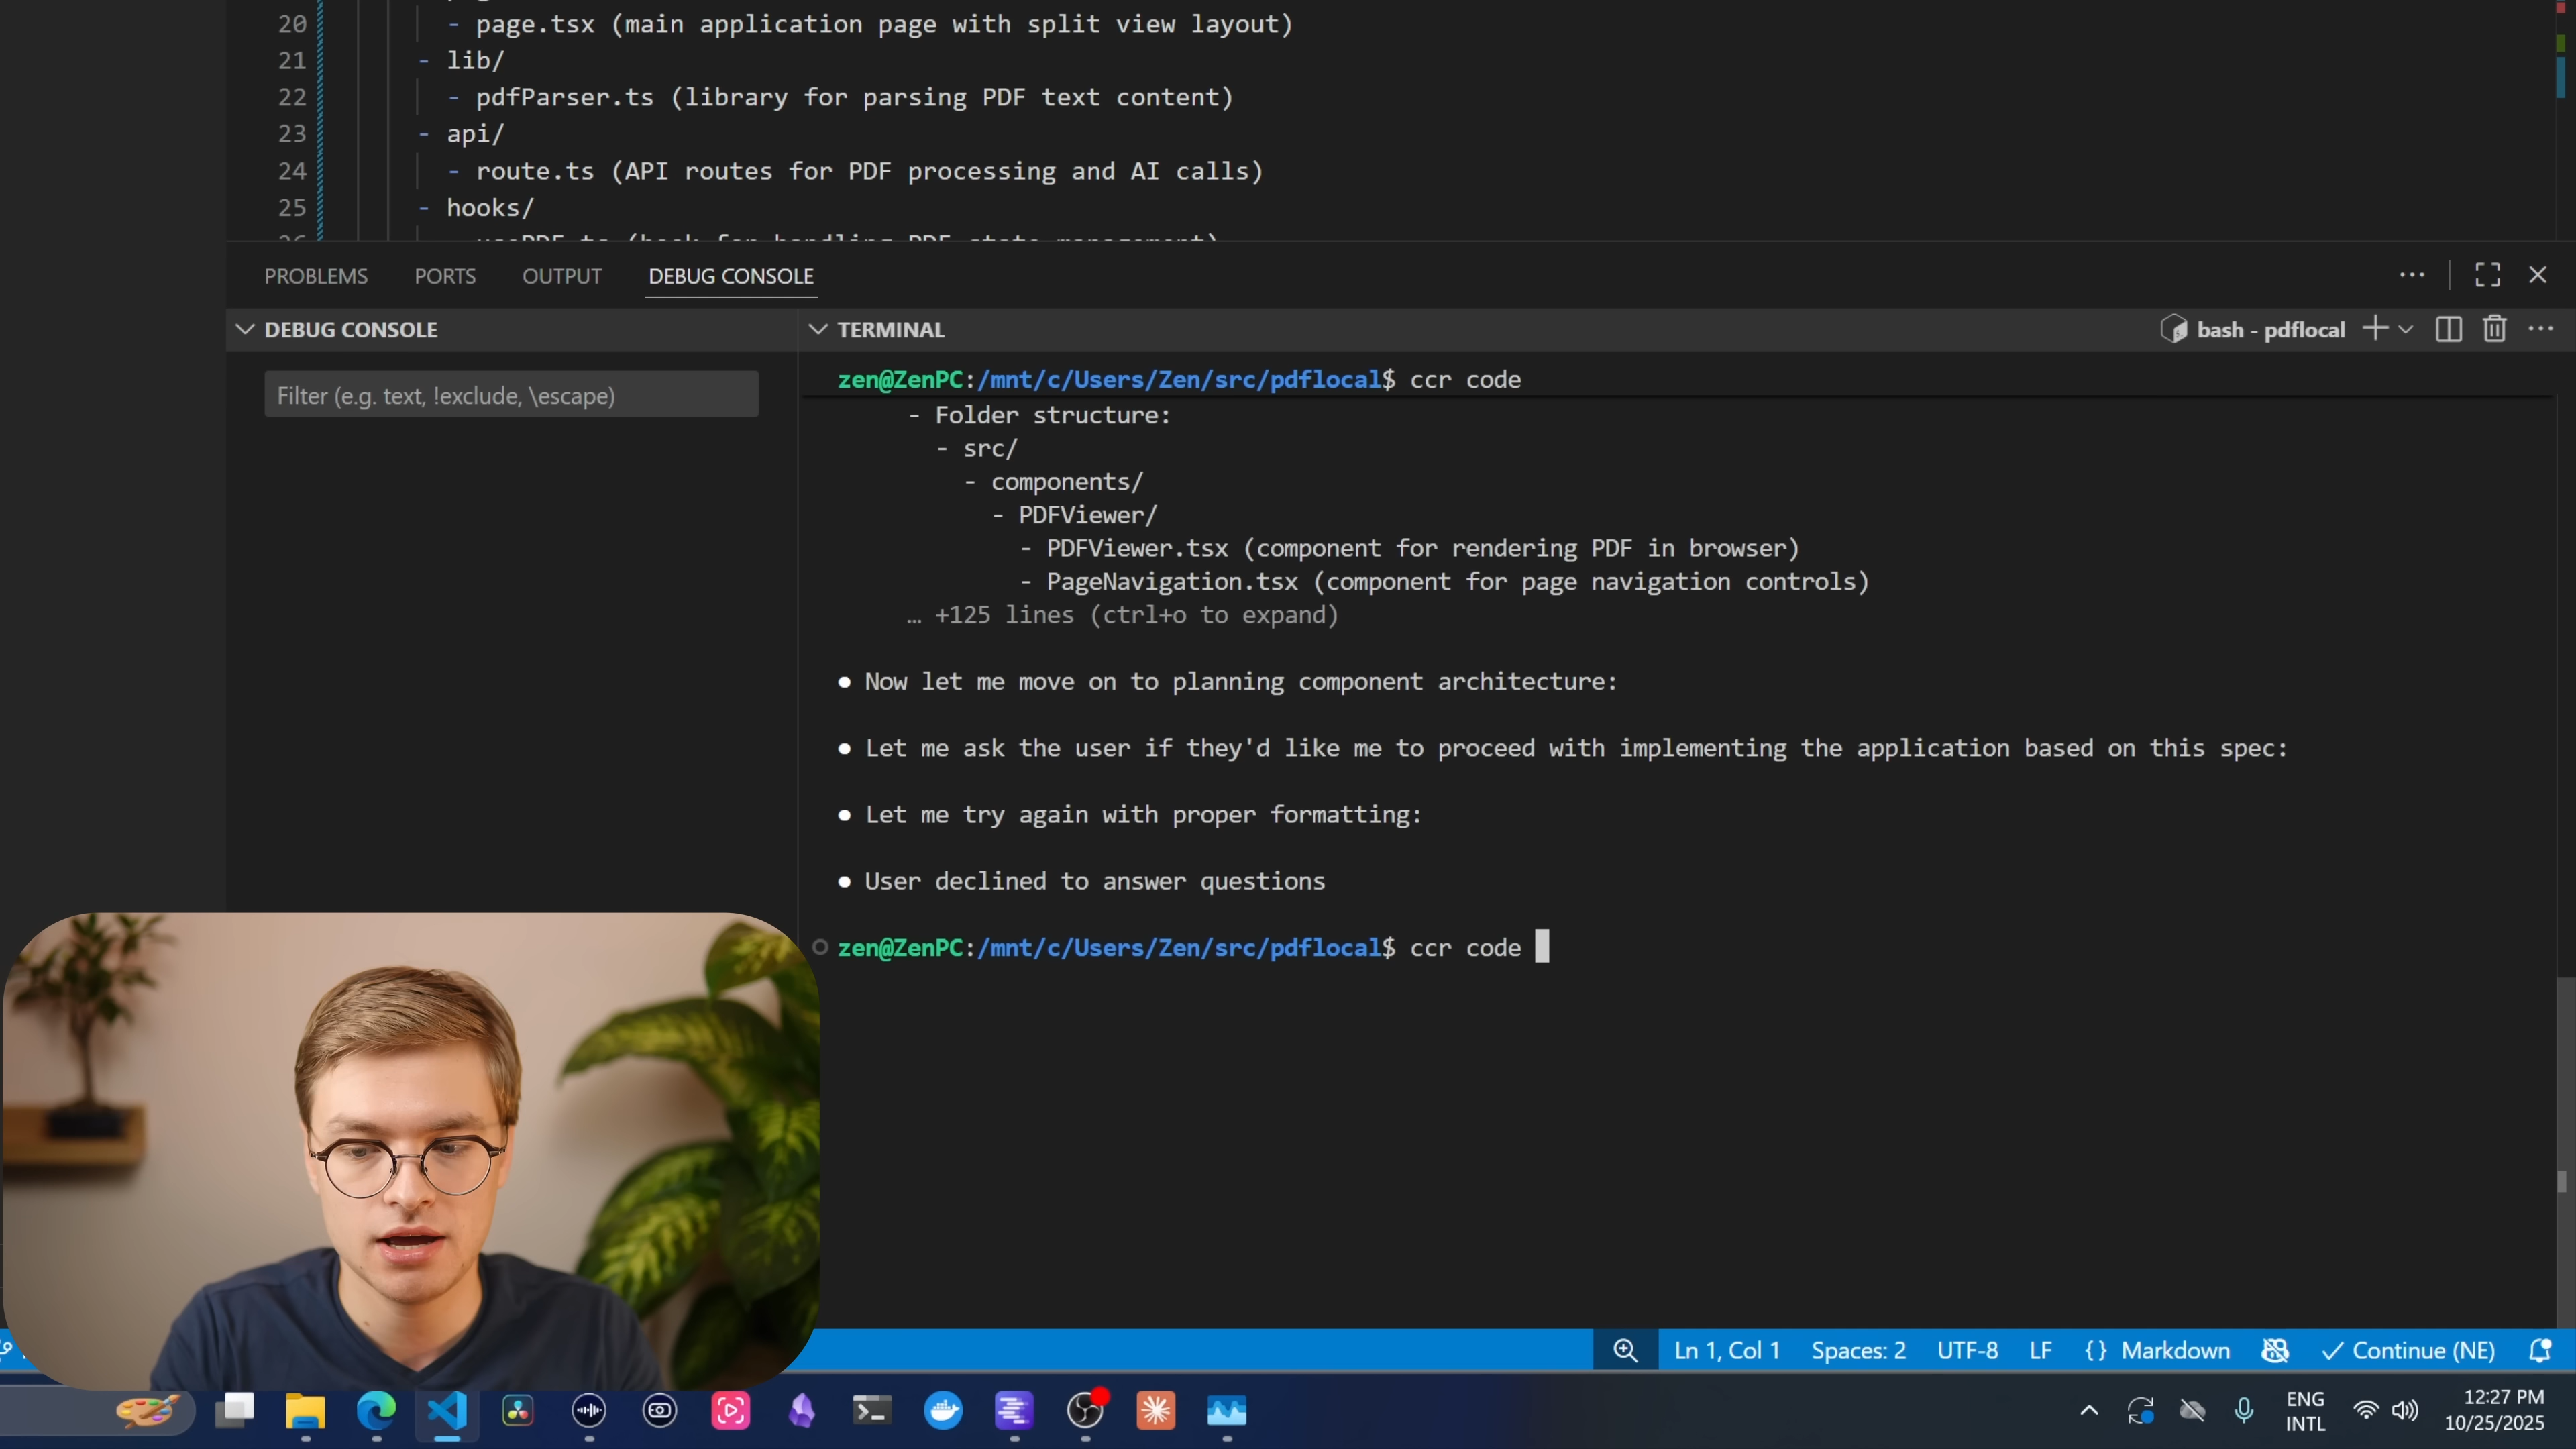 20 - page.tsx (main application page with split view layout)
21 - lib/
22 - pdfParser.ts (library for parsing PDF text content)
23 - api/
24 - route.ts (API routes for PDF processing and AI calls)
25 - hooks/
PROBLEMS PORTS OUTPUT DEBUG CONSOLE
DEBUG CONSOLE
Filter (e.g. text, !exclude, \escape)
TERMINAL
bash - pdflocal
zen@ZenPC:/mnt/c/Users/Zen/src/pdflocal$ ccr code
- Folder structure:
- src/
- components/
- PDFViewer/
- PDFViewer.tsx (component for rendering PDF in browser)
- PageNavigation.tsx (component for page navigation controls)
… +125 lines (ctrl+o to expand)
● Now let me move on to planning component architecture:
● Let me ask the user if they'd like me to proceed with implementing the application based on this spec:
● Let me try again with proper formatting:
● User declined to answer questions
zen@ZenPC:/mnt/c/Users/Zen/src/pdflocal$ ccr code
Ln 1, Col 1 Spaces: 2 UTF-8 LF {} Markdown ✓ Continue (NE)
ENG
INTL
12:27 PM
10/25/2025